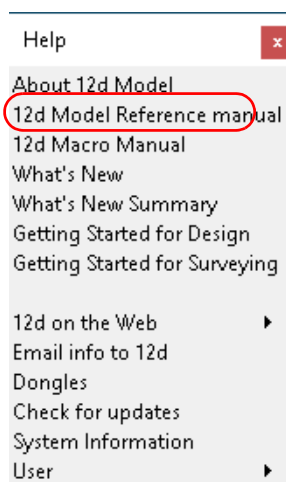 Help x
About 12d Model
12d Model Reference manual
12d Macro Manual
What's New
What's New Summary
Getting Started for Design
Getting Started for Surveying
12d on the Web
Email info to 12d
Dongles
Check for updates
System Information
User